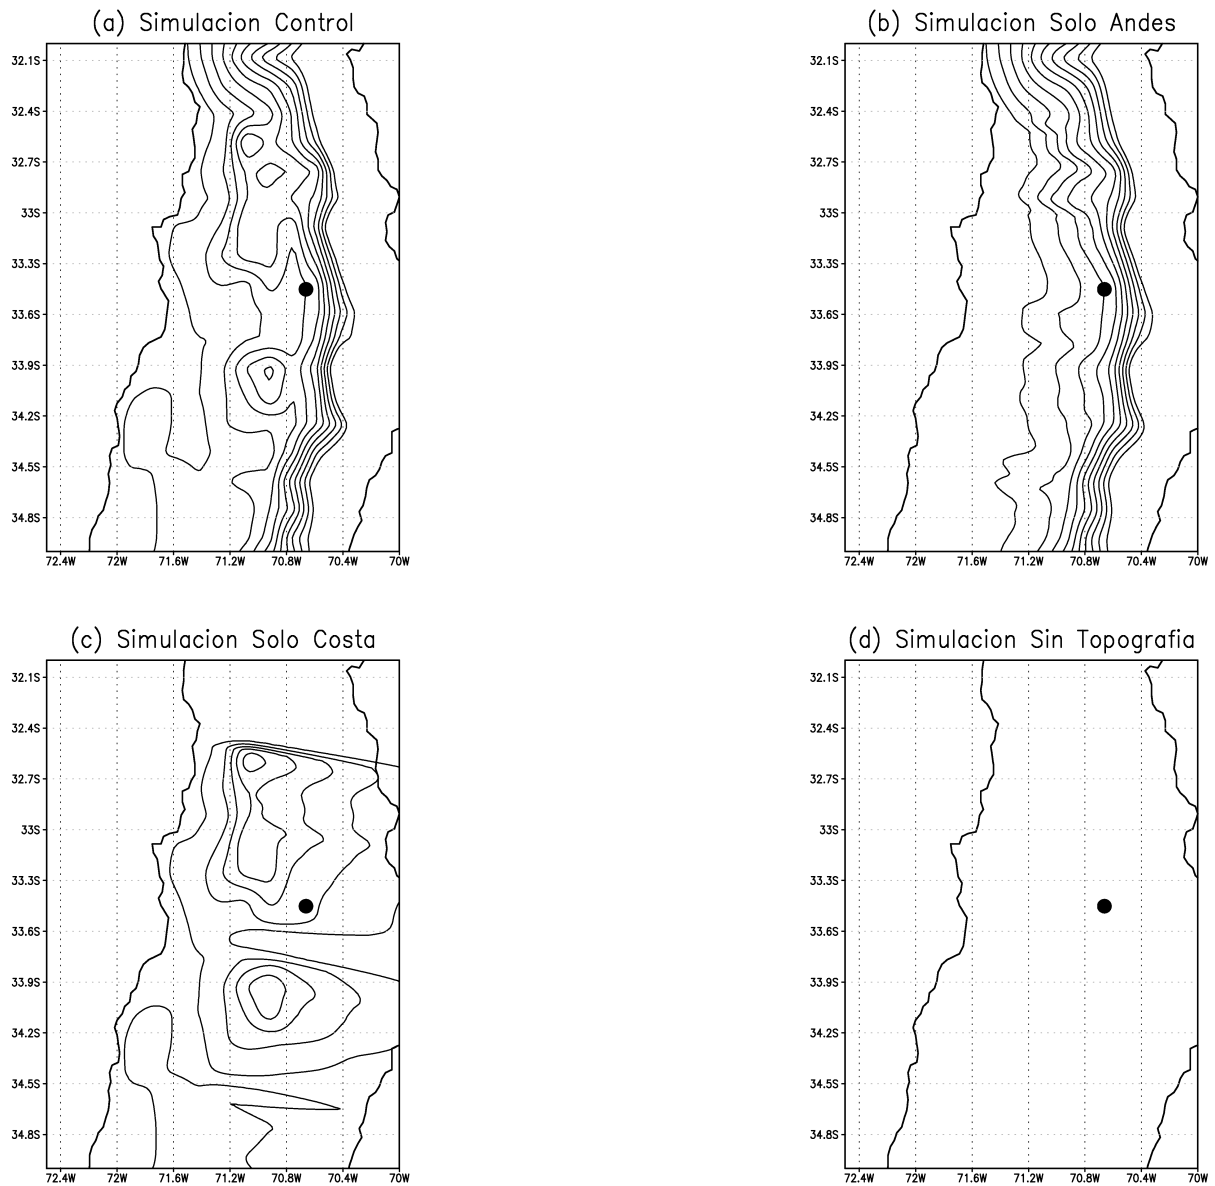 (a) Simulacion Control
32.1S
32.4S
32.7S
33S
33.3S
33.6S
33.9S
34.2S
34.5S
34.8S
72.4W 72W 71.6W 71.2W 70.8W 70.4W 70W
(b) Simulacion Solo Andes
32.1S
32.4S
32.7S
33S
33.3S
33.6S
33.9S
34.2S
34.5S
34.8S
72.4W 72W 71.6W 71.2W 70.8W 70.4W 70W
(c) Simulacion Solo Costa
32.1S
32.4S
32.7S
33S
33.3S
33.6S
33.9S
34.2S
34.5S
34.8S
72.4W 72W 71.6W 71.2W 70.8W 70.4W 70W
(d) Simulacion Sin Topografia
32.1S
32.4S
32.7S
33S
33.3S
33.6S
33.9S
34.2S
34.5S
34.8S
72.4W 72W 71.6W 71.2W 70.8W 70.4W 70W